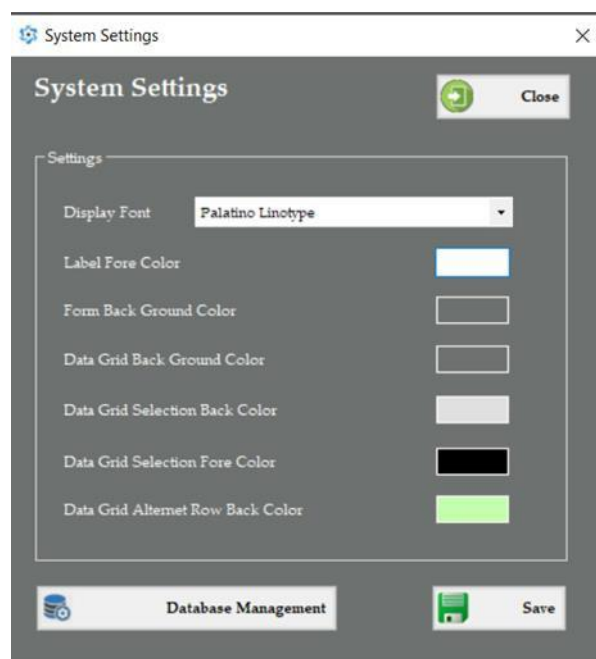 System Settings
System Settings
Close
Settings
Display Font Palatino Linotype
Label Fore Color
Form Back Ground Color
Data Grid Back Ground Color
Data Grid Selection Back Color
Data Grid Selection Fore Color
Data Grid Alternet Row Back Color
Database Management Save